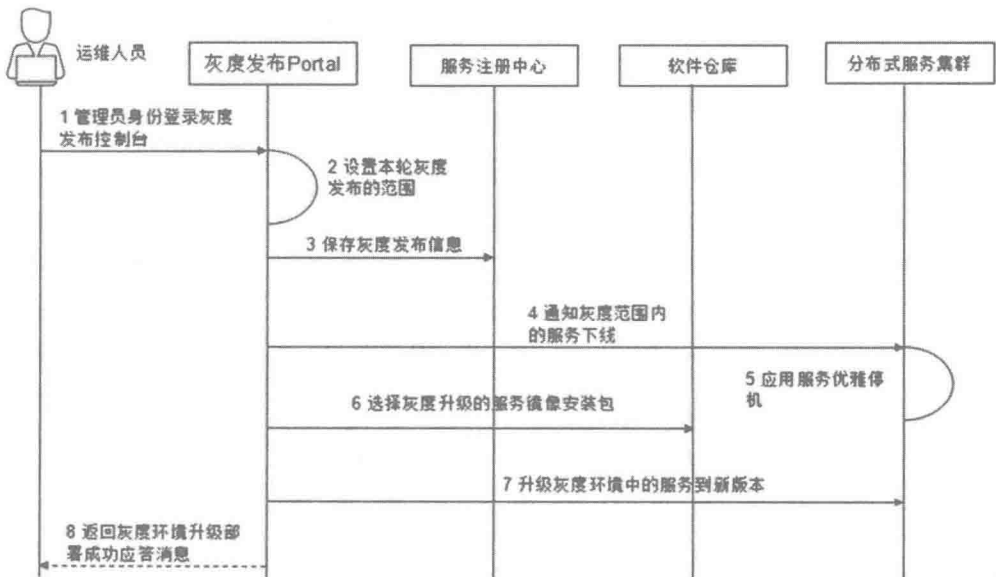 运维人员
灰度发布Portal
服务注册中心
软件仓库
分布式服务集群
1 管理员身份登录灰度
发布控制台
2 设置本轮灰度
发布的范围
3 保存灰度发布信息
4 通知灰度范围内
的服务下线
5 应用服务优雅停
机
6 选择灰度升级的服务镜像安装包
7 升级灰度环境中的服务到新版本
8 返回灰度环境升级部
署成功应答消息